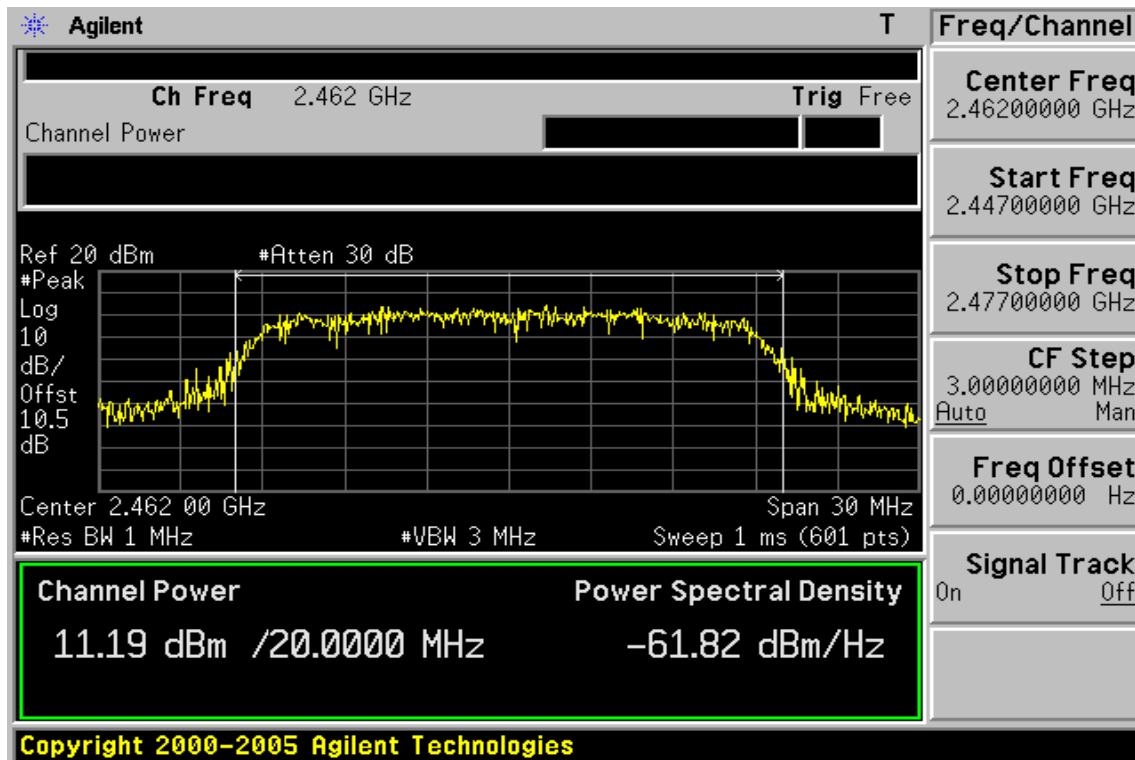 Agilent T
Ch Freq 2.462 GHz Trig Free
Channel Power
Ref 20 dBm #Atten 30 dB
#Peak
Log
10
dB/
Offst
10.5
dB
Center 2.462 00 GHz Span 30 MHz
#Res BW 1 MHz #VBW 3 MHz Sweep 1 ms (601 pts)
Channel Power Power Spectral Density
11.19 dBm /20.0000 MHz -61.82 dBm/Hz
Copyright 2000-2005 Agilent Technologies
Freq/Channel
Center Freq
2.46200000 GHz
Start Freq
2.44700000 GHz
Stop Freq
2.47700000 GHz
CF Step
3.00000000 MHz
Auto Man
Freq Offset
0.00000000 Hz
Signal Track
On Off